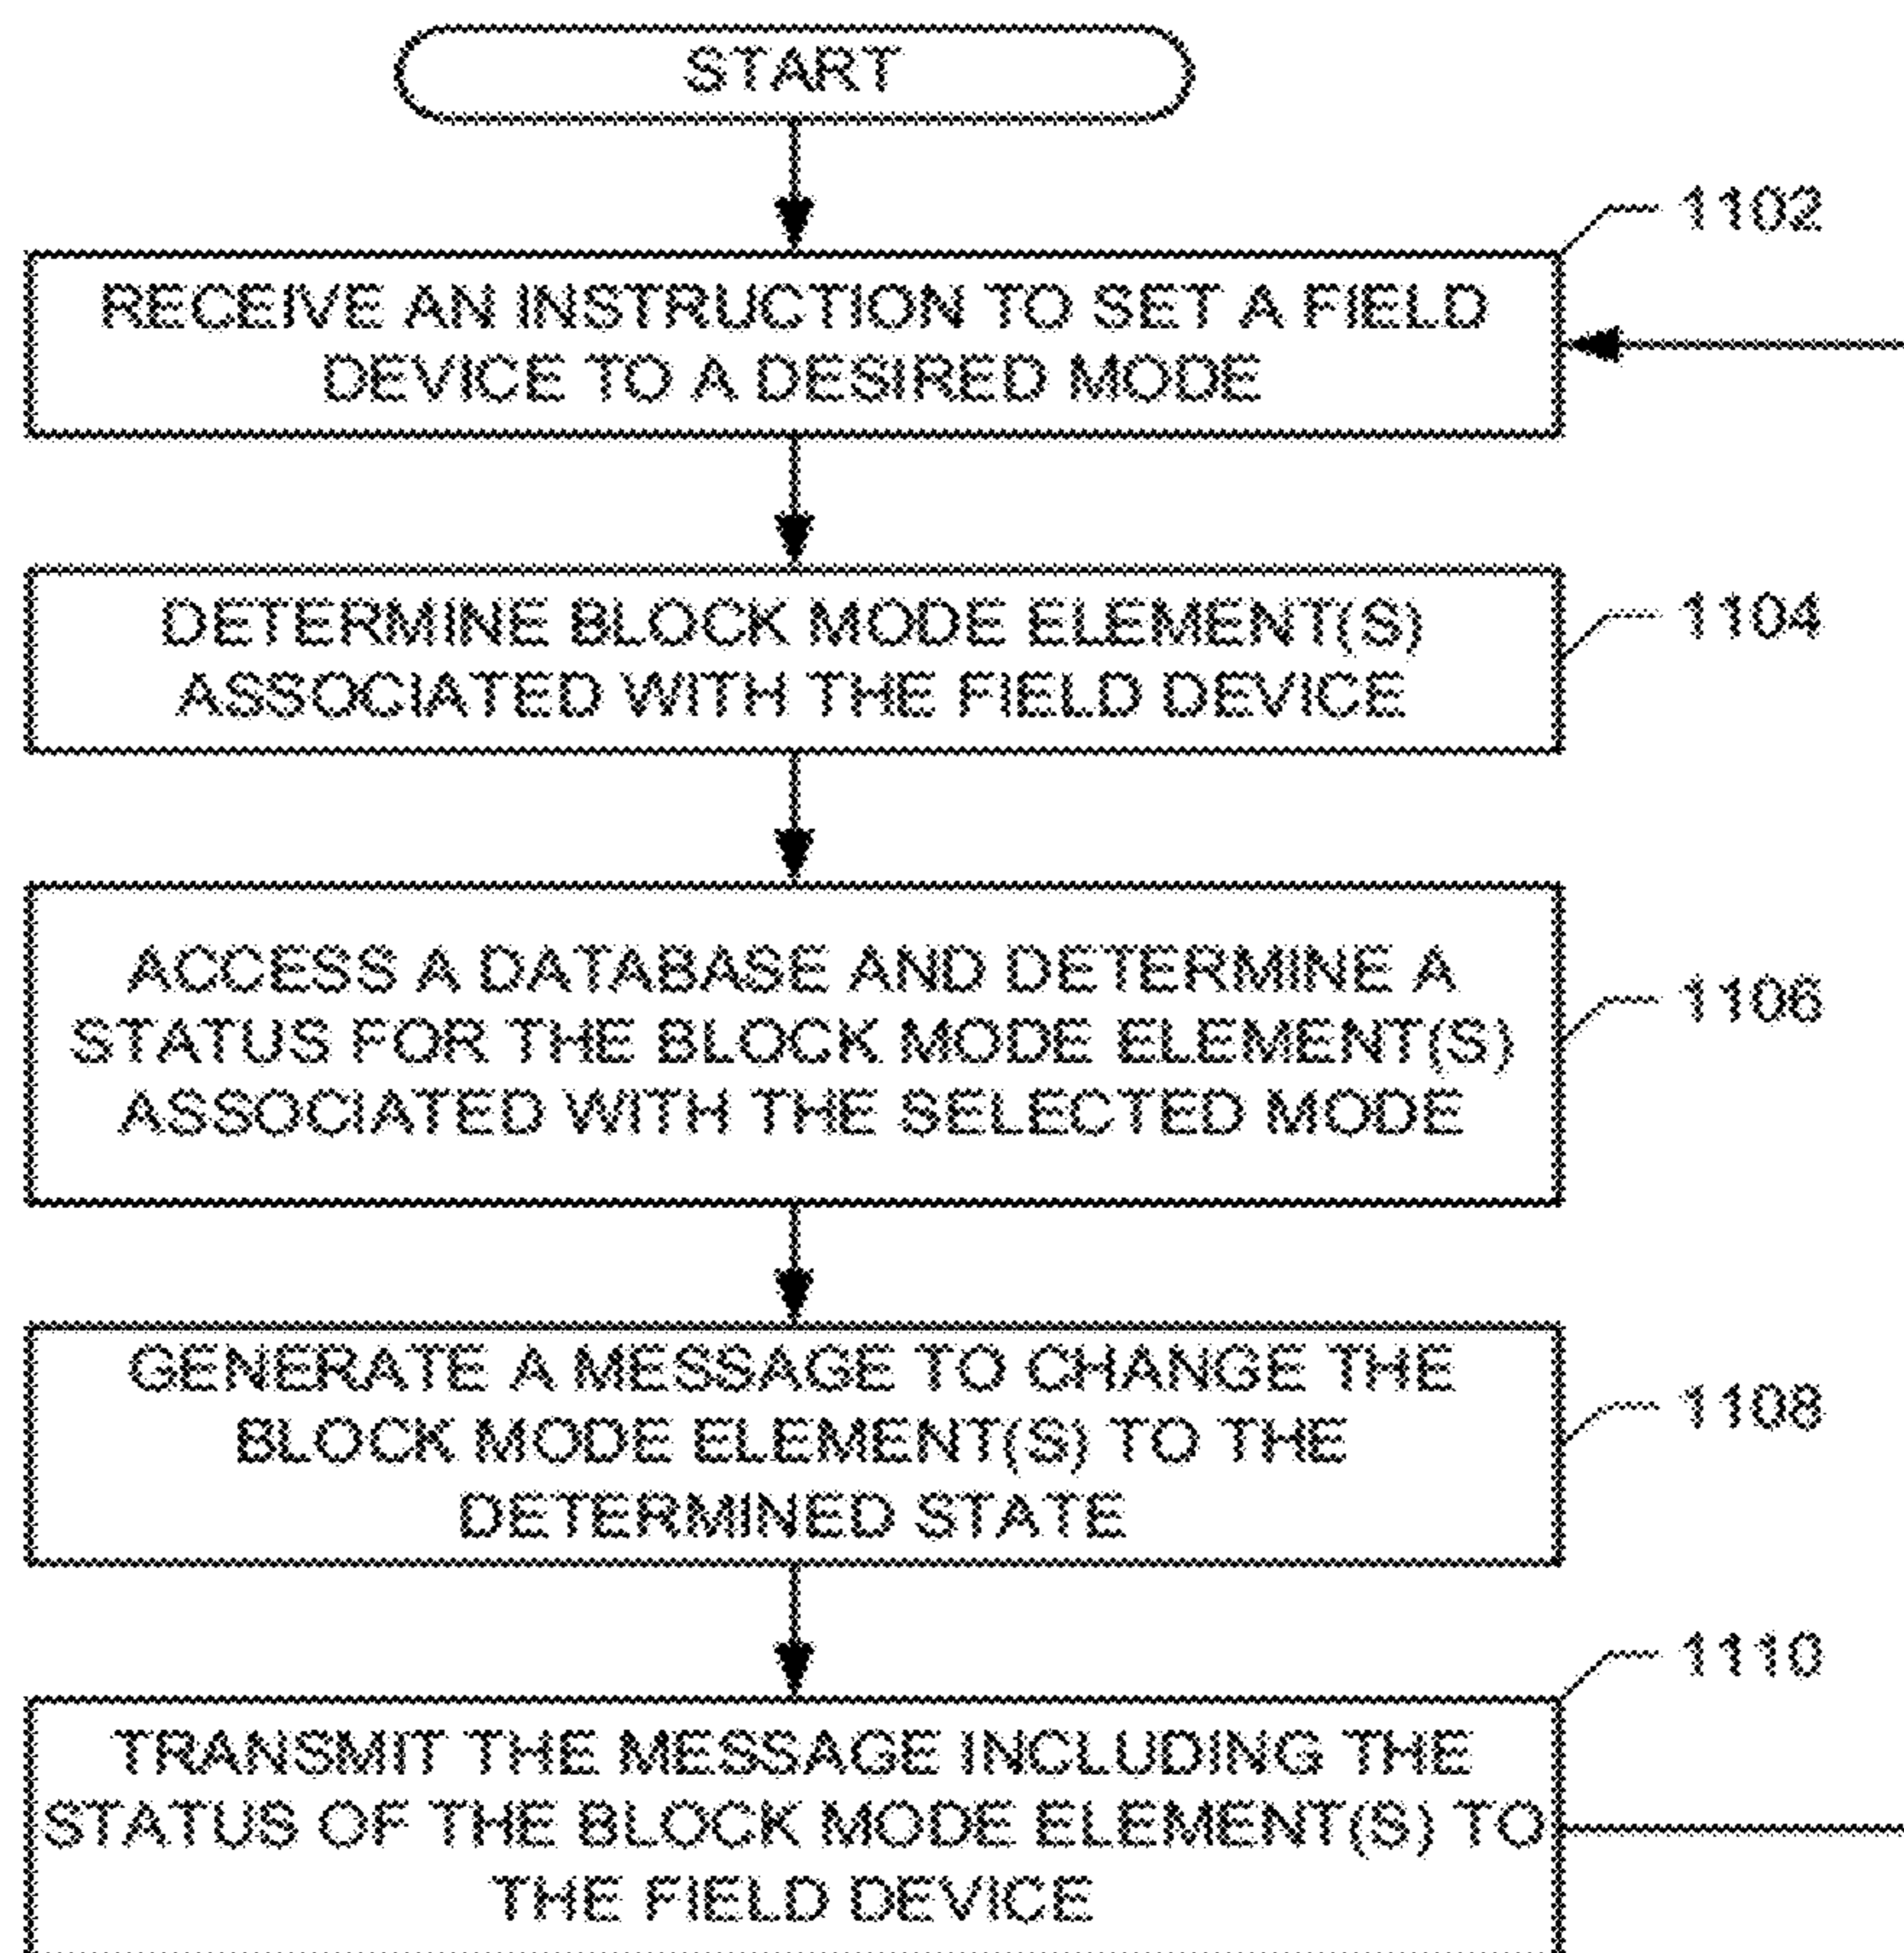 START
1102
RECEIVE AN INSTRUCTION TO SET A FIELD
DEVICE TO A DESIRED MODE
1104
DETERMINE BLOCK MODE ELEMENT(S)
ASSOCIATED WITH THE FIELD DEVICE
1106
ACCESS A DATABASE AND DETERMINE A
STATUS FOR THE BLOCK MODE ELEMENT(S)
ASSOCIATED WITH THE SELECTED MODE
1108
GENERATE A MESSAGE TO CHANGE THE
BLOCK MODE ELEMENT(S) TO THE
DETERMINED STATE
1110
TRANSMIT THE MESSAGE INCLUDING THE
STATUS OF THE BLOCK MODE ELEMENT(S) TO
THE FIELD DEVICE